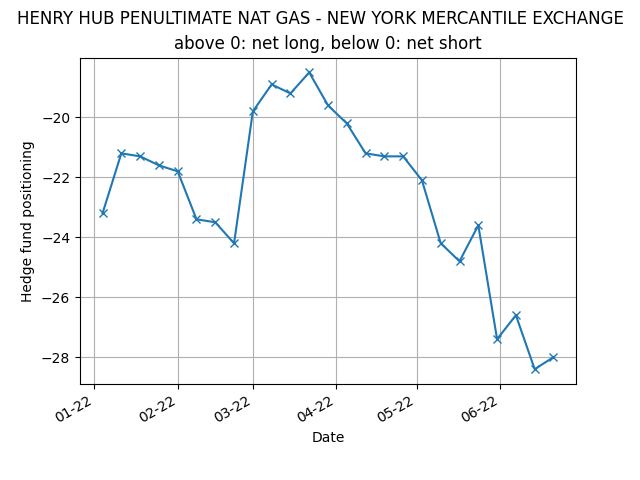 HENRY HUB PENULTIMATE NAT GAS - NEW YORK MERCANTILE EXCHANGE
above 0: net long, below 0: net short
Hedge fund positioning
−20
−22
−24
−26
−28
01-22
02-22
03-22
04-22
05-22
06-22
Date